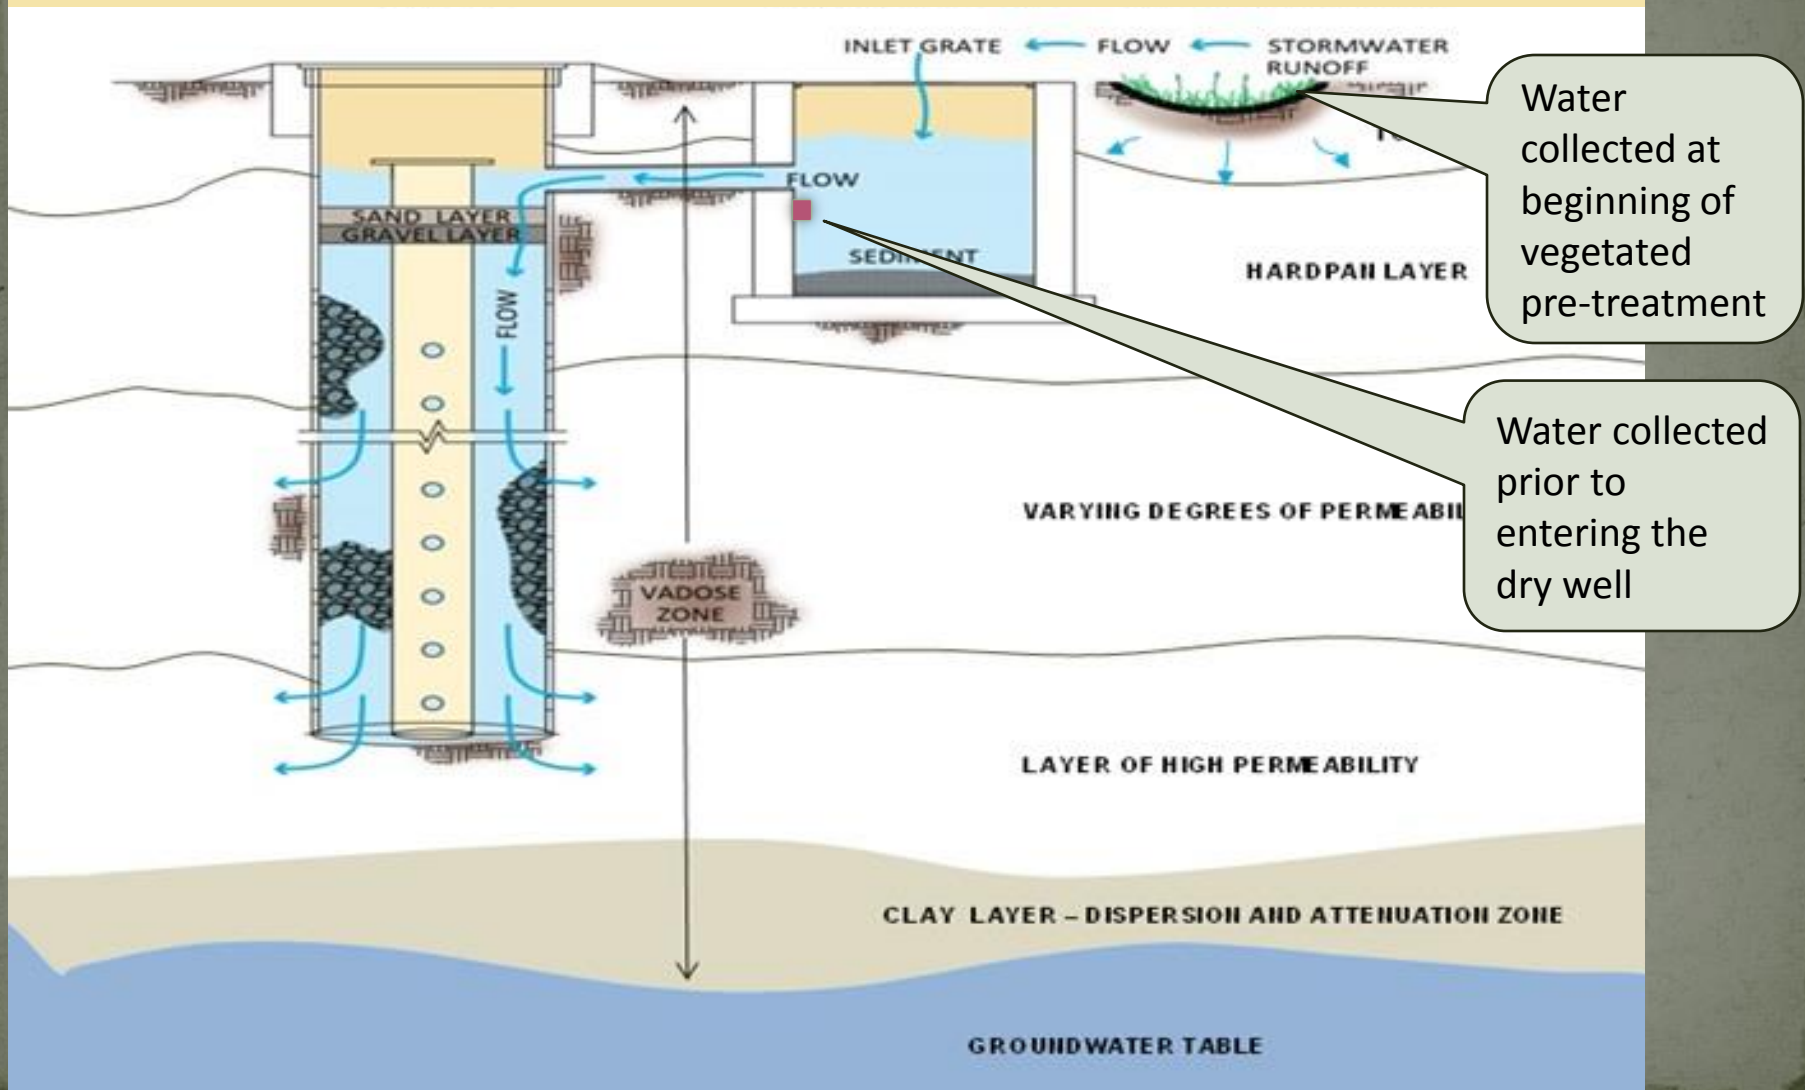 INLET GRATE
FLOW
STORMWATER
RUNOFF
Water
collected at
beginning of
vegetated
pre-treatment
FLOW
SAND LAYER
GRAVEL LAYER
SEDIMENT
HARDPAN LAYER
FLOW
Water collected
prior to
entering the
dry well
VARYING DEGREES OF PERMEABIL
VADOSE
ZONE
LAYER OF HIGH PERMEABILITY
CLAY LAYER – DISPERSION AND ATTENUATION ZONE
GROUNDWATER TABLE